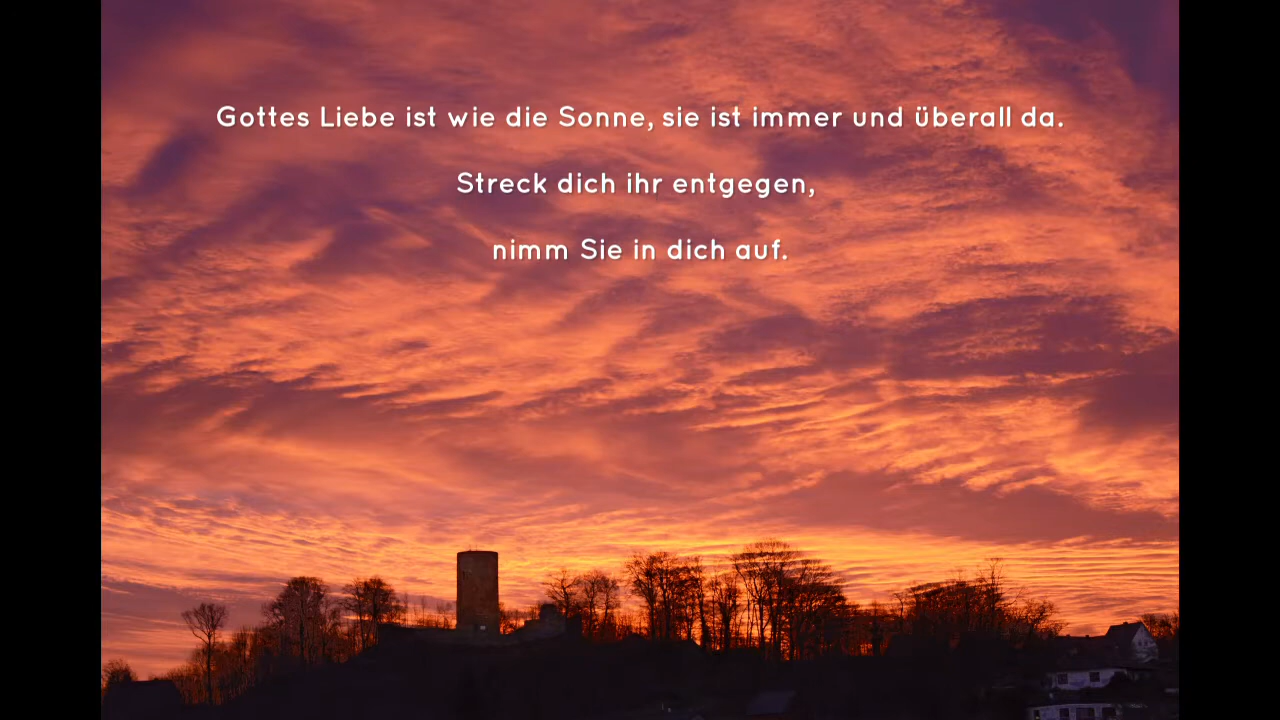 Gottes Liebe ist wie die Sonne, sie ist immer und überall da.
Streck dich ihr entgegen,
nimm Sie in dich auf.